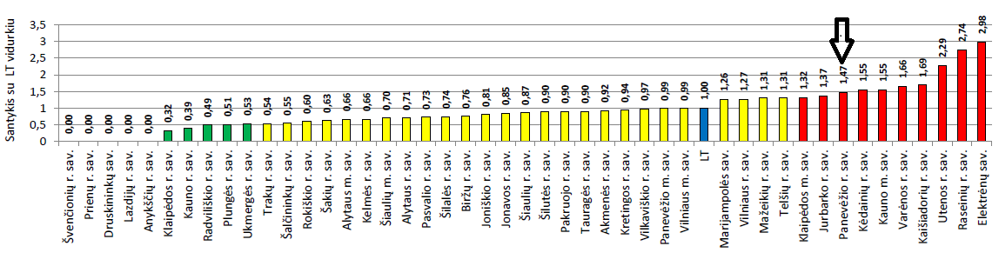 Santykis su LT vidurkiu
3,5
3
2,5
2
1,5
1
0,5
0
0,00
0,00
0,00
0,00
0,00
0,32
0,39
0,49
0,51
0,53
0,54
0,55
0,60
0,63
0,66
0,66
0,70
0,71
0,73
0,74
0,76
0,81
0,85
0,87
0,90
0,90
0,90
0,92
0,94
0,97
0,99
0,99
1,00
1,26
1,27
1,31
1,31
1,32
1,37
1,47
1,55
1,55
1,66
1,69
2,29
2,74
2,98
Švenčionių r. sav.
Prienų r. sav.
Druskininkų sav.
Lazdijų r. sav.
Anykščių r. sav.
Klaipėdos r. sav.
Kauno r. sav.
Radviliškio r. sav.
Plungės r. sav.
Ukmergės r. sav.
Trakų r. sav.
Šalčininkų r. sav.
Rokiškio r. sav.
Šakių r. sav.
Alytaus m. sav.
Kelmės r. sav.
Šiaulių m. sav.
Alytaus r. sav.
Pasvalio r. sav.
Šilalės r. sav.
Biržų r. sav.
Joniškio r. sav.
Jonavos r. sav.
Šiaulių r. sav.
Šilutės r. sav.
Pakruojo r. sav.
Tauragės r. sav.
Akmenės r. sav.
Kretingos r. sav.
Vilkaviškio r. sav.
Panevėžio m. sav.
Vilniaus m. sav.
LT
Marijampolės sav.
Vilniaus r. sav.
Mažeikių r. sav.
Telšių r. sav.
Klaipėdos m. sav.
Jurbarko r. sav.
Panevėžio r. sav.
Kėdainių r. sav.
Kauno m. sav.
Varėnos r. sav.
Kaišiadorių r. sav.
Utenos r. sav.
Raseinių r. sav.
Elektrėnų sav.